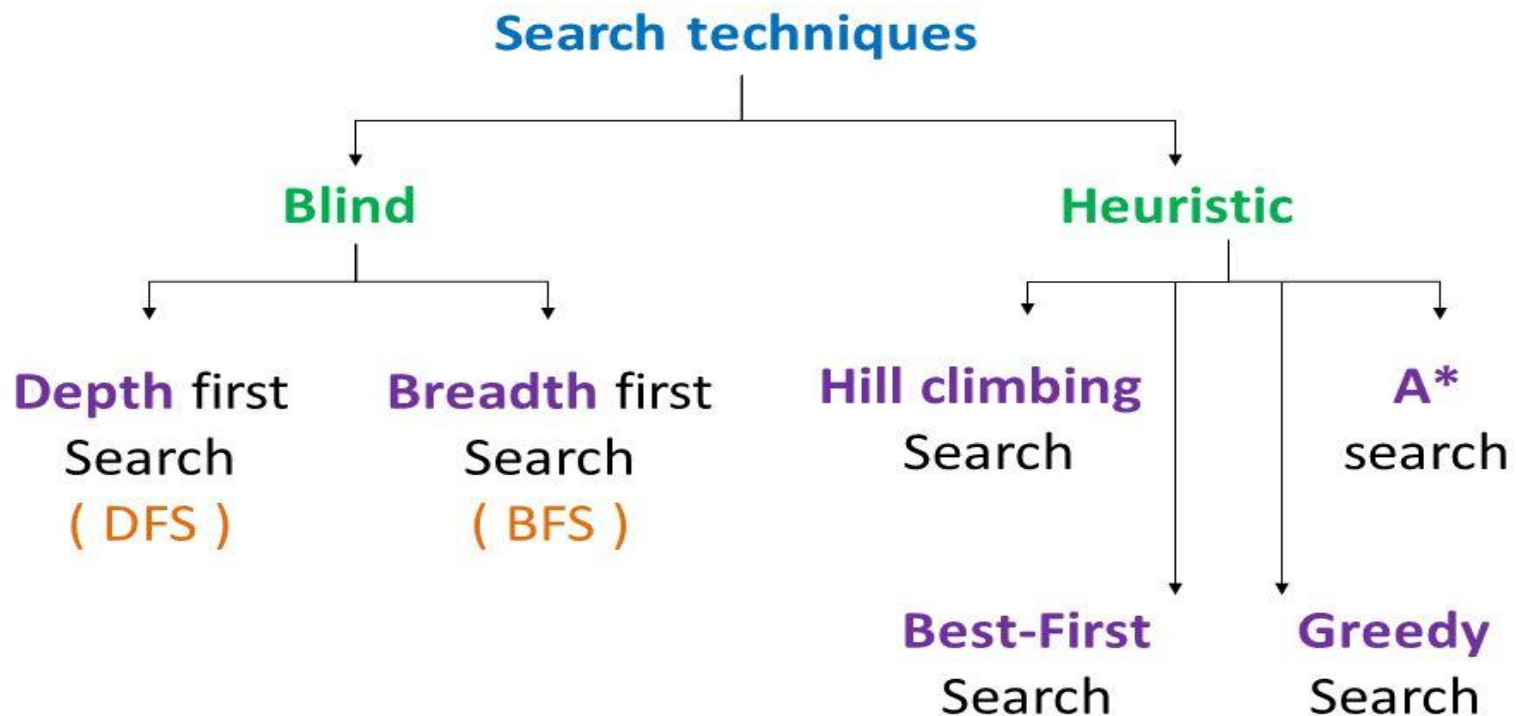 Search techniques
Blind
Heuristic
Depth first
Search
( DFS )
Breadth first
Search
( BFS )
Hill climbing
Search
A*
search
Best-First
Search
Greedy
Search